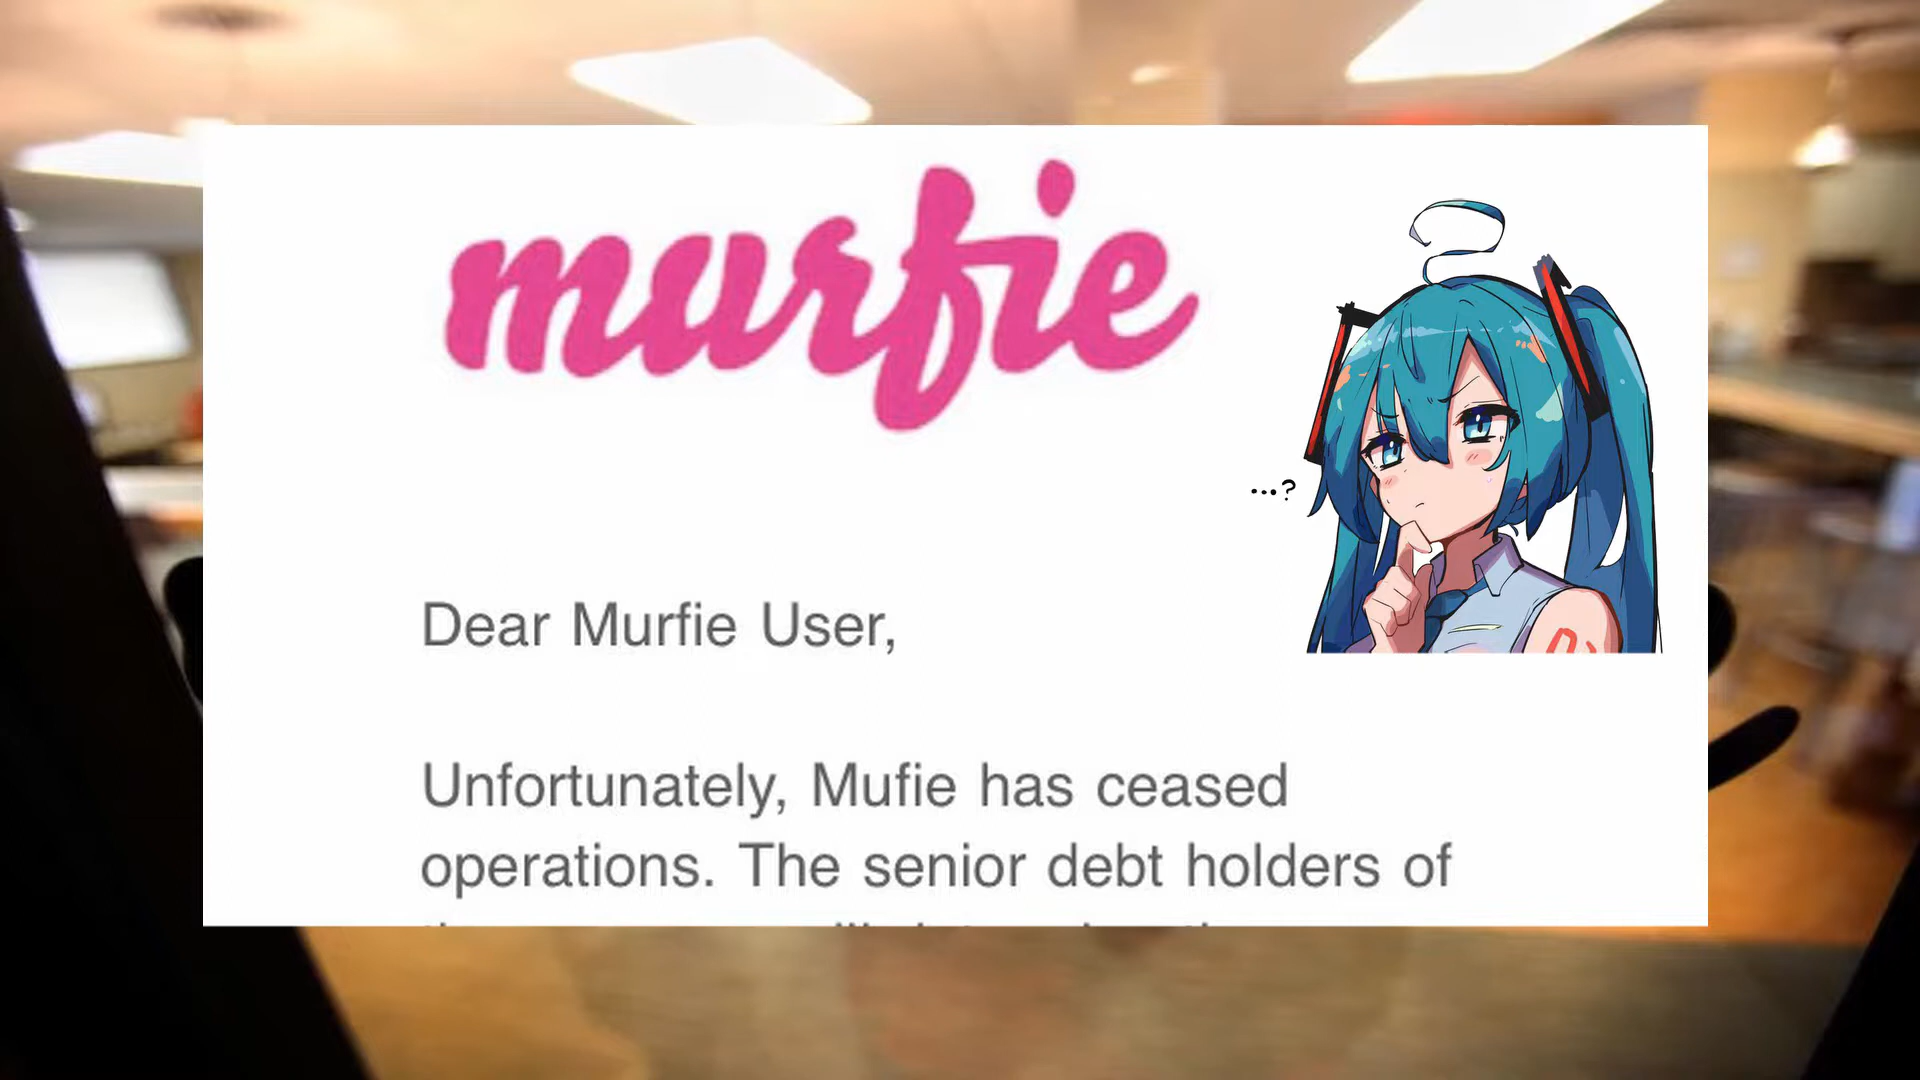 murfie
...?
Dear Murfie User,
Unfortunately, Mufie has ceased
operations. The senior debt holders of